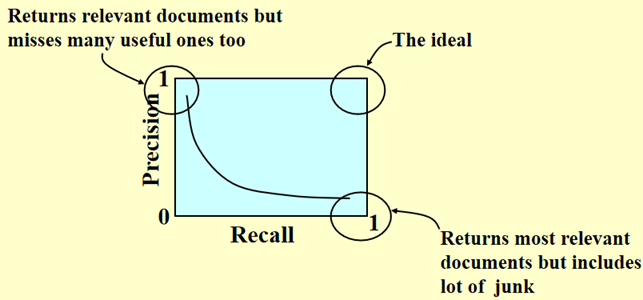 Returns relevant documents but
misses many useful ones too
The ideal
1
Precision
0
1
Recall
Returns most relevant
documents but includes
lot of junk